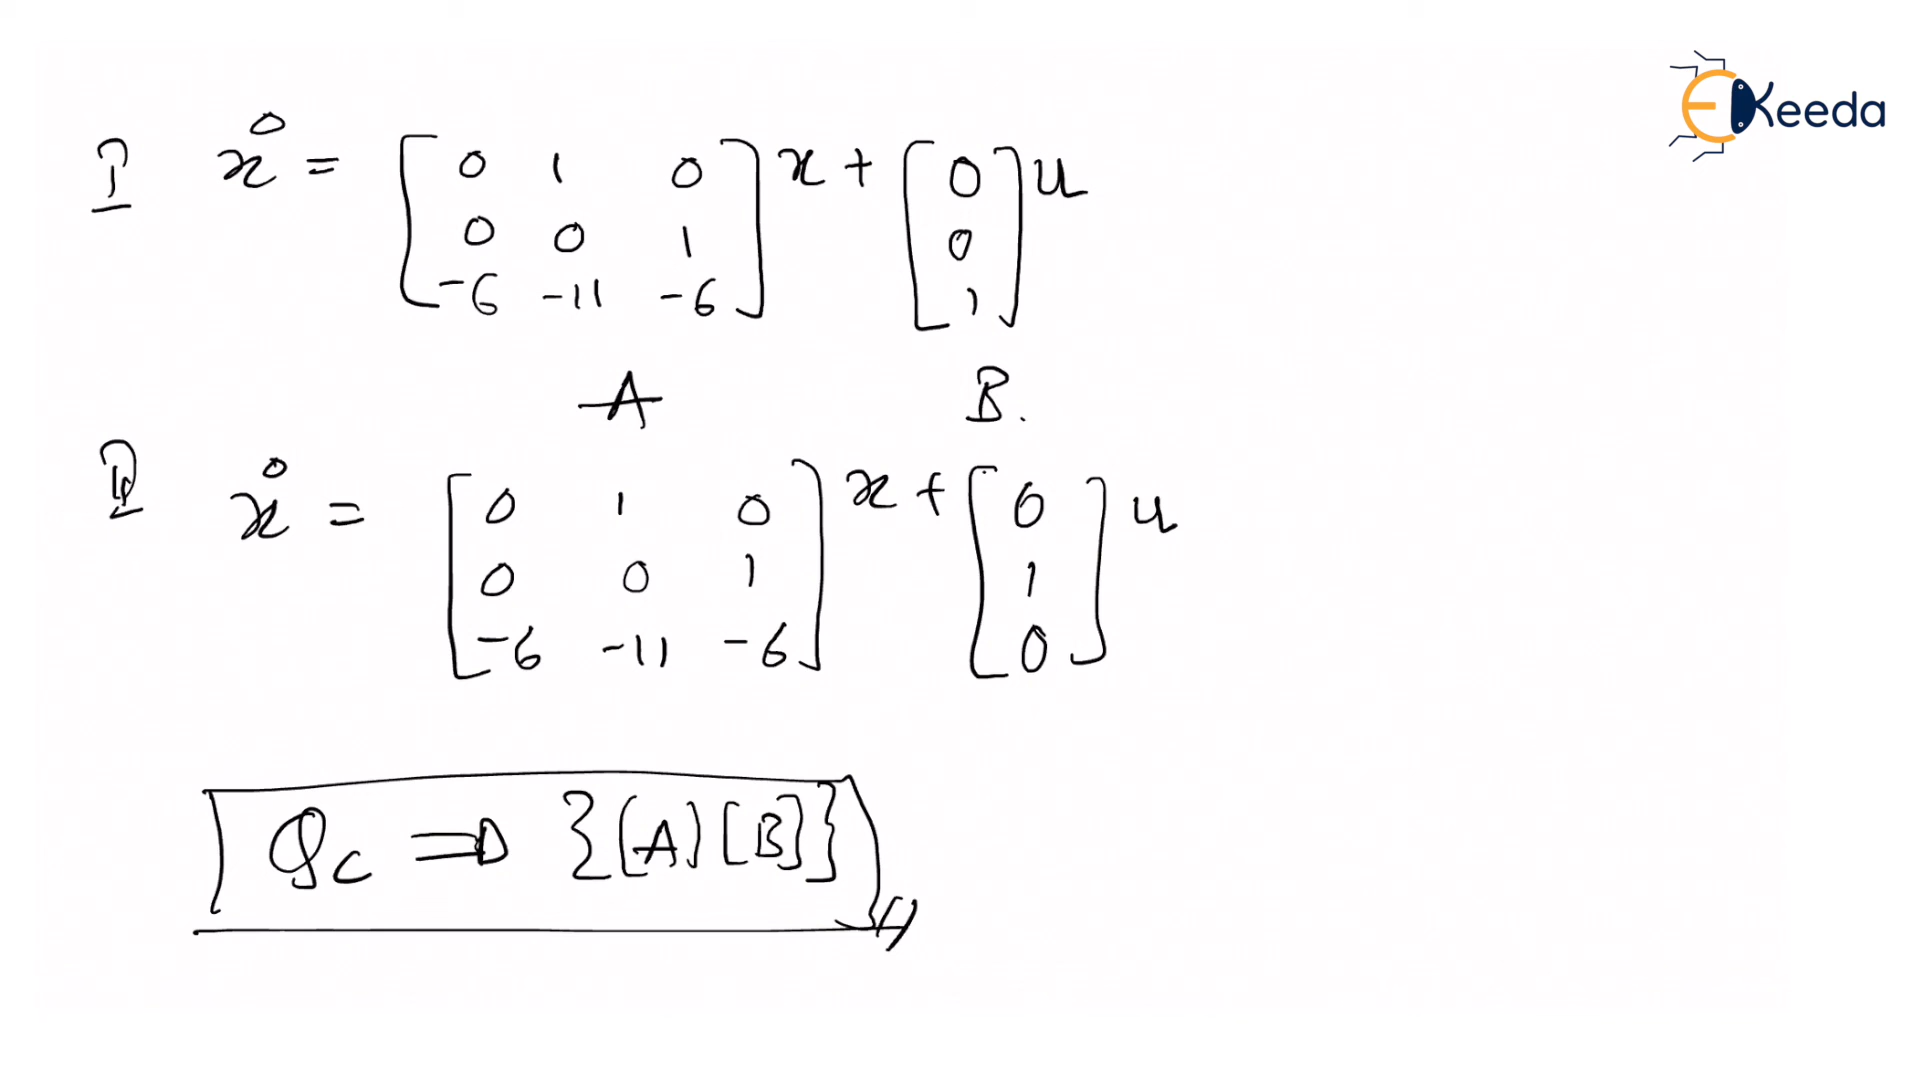 EKeeda
I ẋ = [ 0 1 0 ] x + [ 0 ] u
0 0 1 0
-6 -11 -6 1
A B.
II ẋ = [ 0 1 0 ] x + [ 0 ] u
0 0 1 1
-6 -11 -6 0
Qc ⇒ {[A][B]}